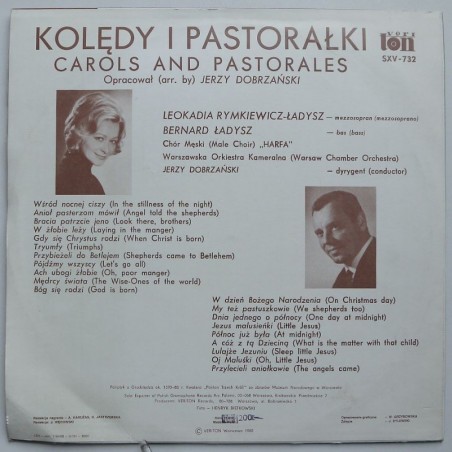 KOLĘDY I PASTORAŁKI
CAROLS AND PASTORALES
Opracował (arr. by) JERZY DOBRZAŃSKI
veriton
SXV-732
LEOKADIA RYMKIEWICZ-ŁADYSZ – mezzosopran (mezzosoprano)
BERNARD ŁADYSZ – bas (bass)
Chór Męski (Male Choir) „HARFA"
Warszawska Orkiestra Kameralna (Warsaw Chamber Orchestra)
JERZY DOBRZAŃSKI – dyrygent (conductor)
Wśród nocnej ciszy (In the stillness of the night)
Anioł pasterzom mówił (Angel told the shepherds)
Bracia patrzcie jeno (Look there, brothers)
W żłobie leży (Laying in the manger)
Gdy się Chrystus rodzi (When Christ is born)
Tryumfy (Triumphs)
Przybieżeli do Betlejem (Shepherds came to Betlehem)
Pójdźmy wszyscy (Let's go all)
Ach ubogi żłobie (Oh, poor manger)
Mędrcy świata (The Wise-Ones of the world)
Bóg się rodzi (God is born)
W dzień Bożego Narodzenia (On Christmas day)
My też pastuszkowie (We shepherds too)
Dnia jednego o północy (One day at midnight)
Jezus malusieńki (Little Jesus)
Północ już była (At midnight)
A cóż z tą Dzieciną (What is the matter with that child)
Lulajże Jezuniu (Sleep little Jesus)
Oj Maluśki (Oh, Little Jesus)
Przylecieli aniołkowie (The angels came)